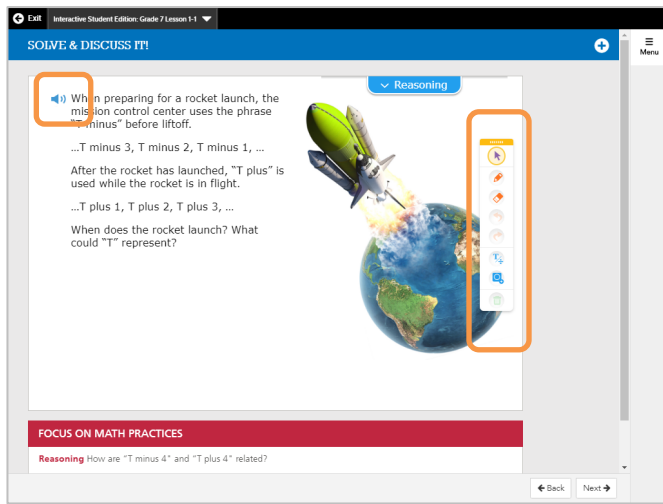 Exit Interactive Student Edition: Grade 7 Lesson 1-1
SOLVE & DISCUSS IT!
Menu
Reasoning
When preparing for a rocket launch, the
mission control center uses the phrase
"T minus" before liftoff.
...T minus 3, T minus 2, T minus 1, ...
After the rocket has launched, "T plus" is
used while the rocket is in flight.
...T plus 1, T plus 2, T plus 3, ...
When does the rocket launch? What
could "T" represent?
FOCUS ON MATH PRACTICES
Reasoning How are "T minus 4" and "T plus 4" related?
Back Next